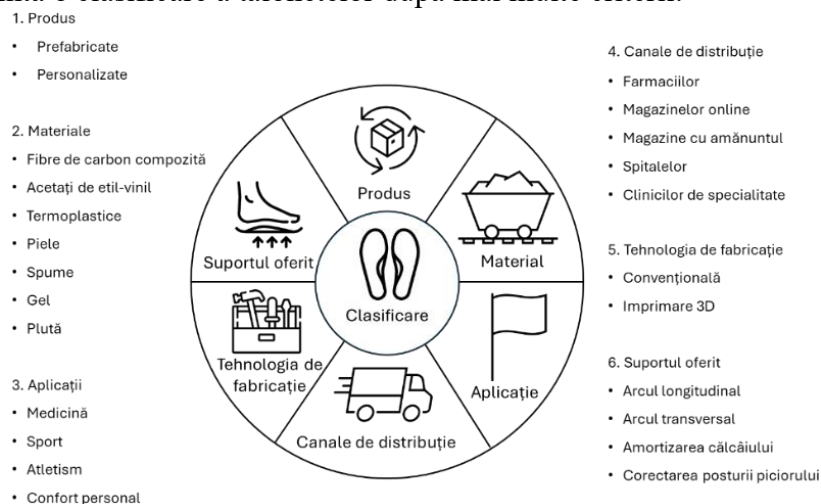 1. Produs
• Prefabricate
• Personalizate
2. Materiale
• Fibre de carbon compozită
• Acetați de etil-vinil
• Termoplastice
• Piele
• Spume
• Gel
• Plută
3. Aplicații
• Medicină
• Sport
• Atletism
• Confort personal
Produs
Material
Suportul oferit
Clasificare
Tehnologia de
fabricație
Aplicație
Canale de distribuție
4. Canale de distribuție
• Farmaciilor
• Magazinelor online
• Magazine cu amănuntul
• Spitalelor
• Clinicilor de specialitate
5. Tehnologia de fabricație
• Convențională
• Imprimare 3D
6. Suportul oferit
• Arcul longitudinal
• Arcul transversal
• Amortizarea călcâiului
• Corectarea posturii piciorului